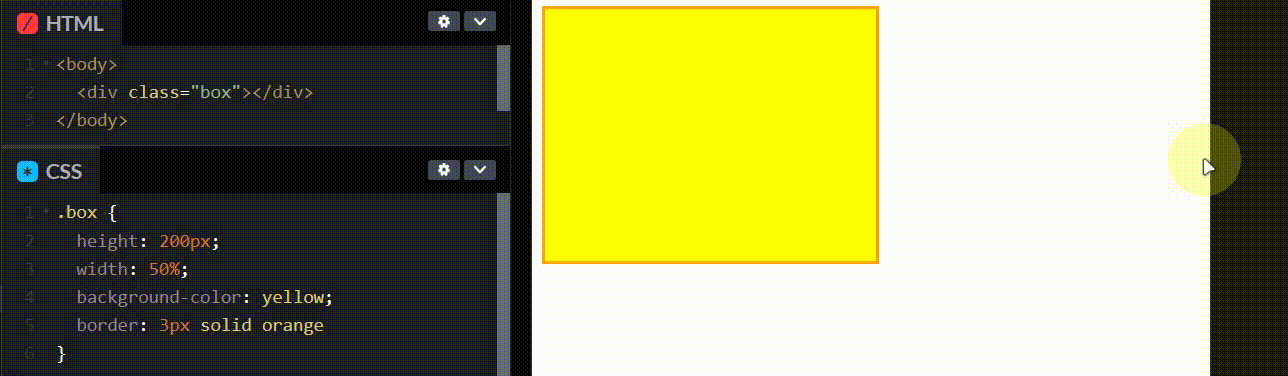 HTML
1 <body>
2 <div class="box"></div>
3 </body>
CSS
1 .box {
2 height: 200px;
3 width: 50%;
4 background-color: yellow;
5 border: 3px solid orange
6 }